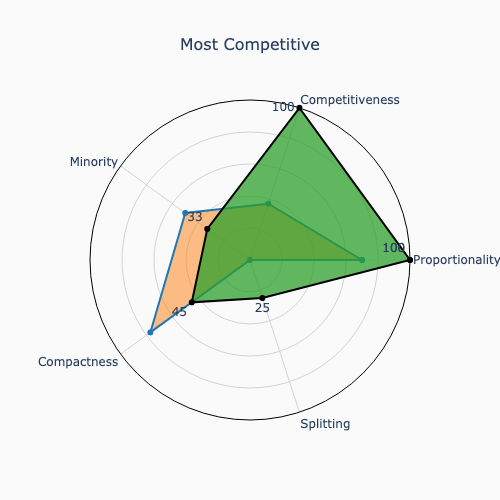 Most Competitive
Competitiveness
100
Minority
33
100
Proportionality
45
25
Compactness
Splitting